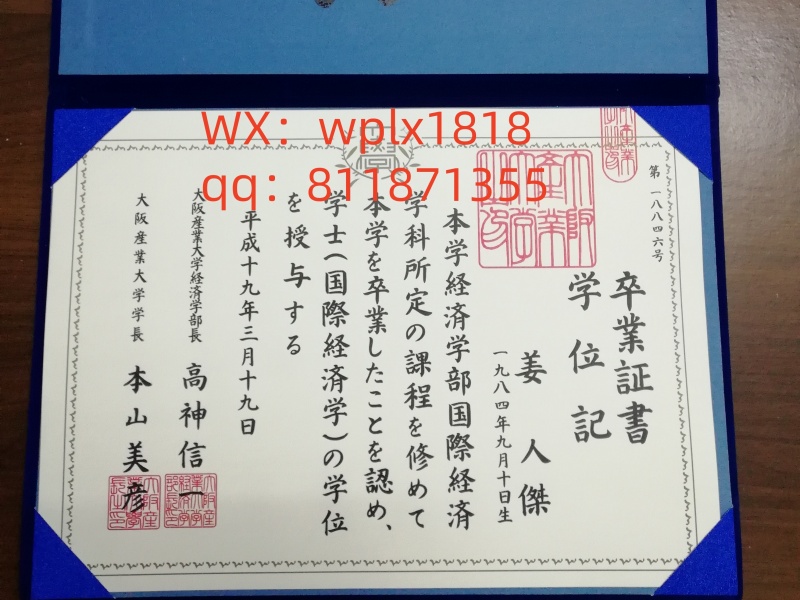 WX：wplx1818
qq：811871355
第一八八四六号
卒業証書
学位記
姜人傑
一九八四年九月十日生
本学経済学部国際経済
学科所定の課程を修めて
本学を卒業したことを認め、
学士（国際経済学）の学位
を授与する
平成十九年三月十九日
大阪産業大学経済学部長 高神信一
大阪産業大学学長 本山美彦